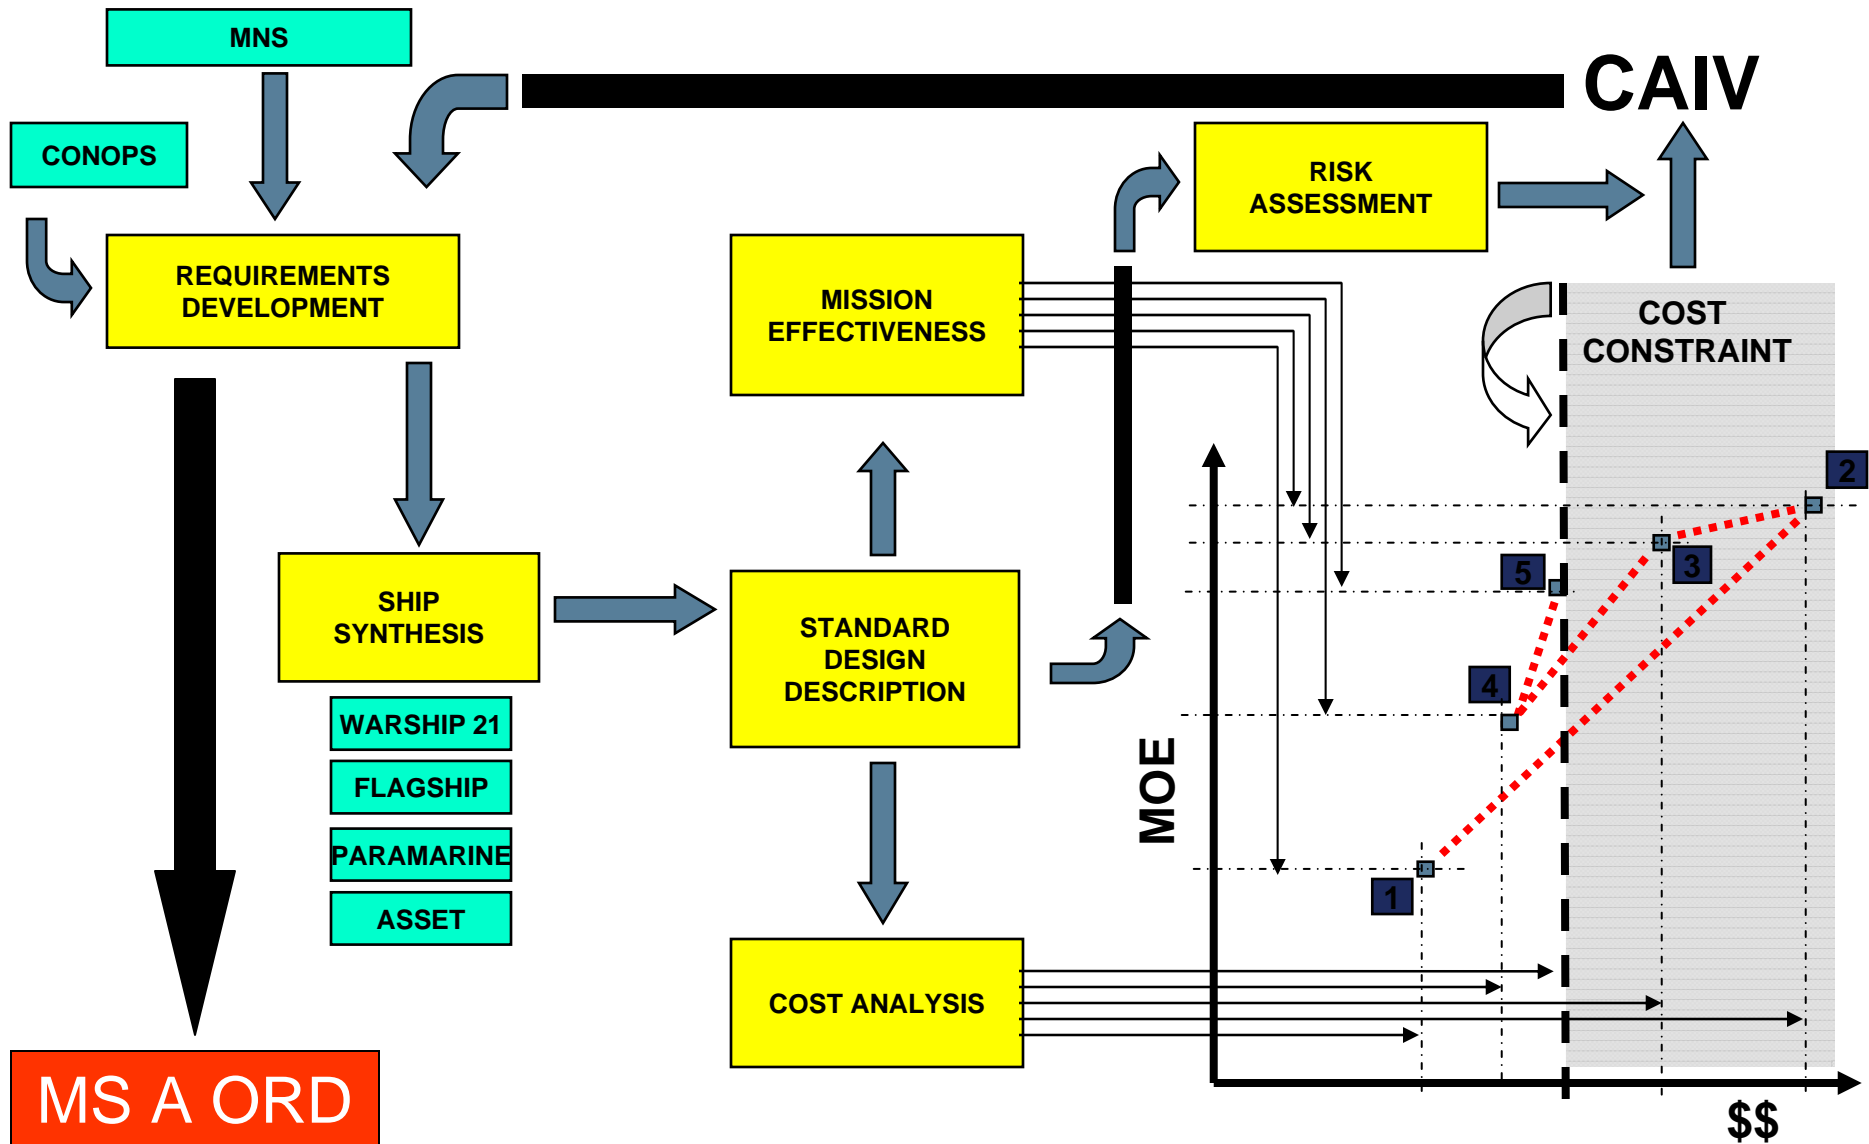 MNS
CAIV
CONOPS
RISK
ASSESSMENT
REQUIREMENTS
DEVELOPMENT
MISSION
EFFECTIVENESS
COST
CONSTRAINT
2
3
5
SHIP
SYNTHESIS
STANDARD
DESIGN
DESCRIPTION
4
WARSHIP 21
FLAGSHIP
PARAMARINE
ASSET
MOE
1
COST ANALYSIS
MS A ORD
$$